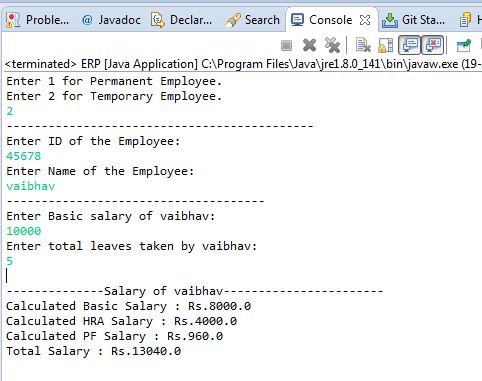 Proble... @ Javadoc Declar... Search Console Git Sta... H
<terminated> ERP [Java Application] C:\Program Files\Java\jre1.8.0_141\bin\javaw.exe (19-
Enter 1 for Permanent Employee.
Enter 2 for Temporary Employee.
2
-------------------------------------------
Enter ID of the Employee:
45678
Enter Name of the Employee:
vaibhav
------------------------------------
Enter Basic salary of vaibhav:
10000
Enter total leaves taken by vaibhav:
5
--------------Salary of vaibhav-----------------------
Calculated Basic Salary : Rs.8000.0
Calculated HRA Salary : Rs.4000.0
Calculated PF Salary : Rs.960.0
Total Salary : Rs.13040.0